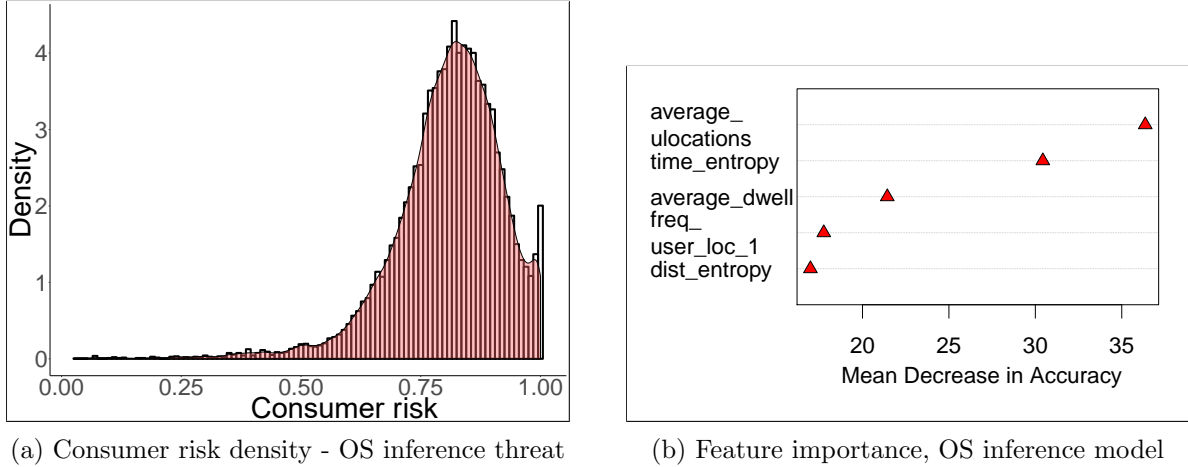 4
3
2
1
0
Density
0.00 0.25 0.50 0.75 1.00
Consumer risk
(a) Consumer risk density - OS inference threat
average_
ulocations
time_entropy
average_dwell
freq_
user_loc_1
dist_entropy
20 25 30 35
Mean Decrease in Accuracy
(b) Feature importance, OS inference model